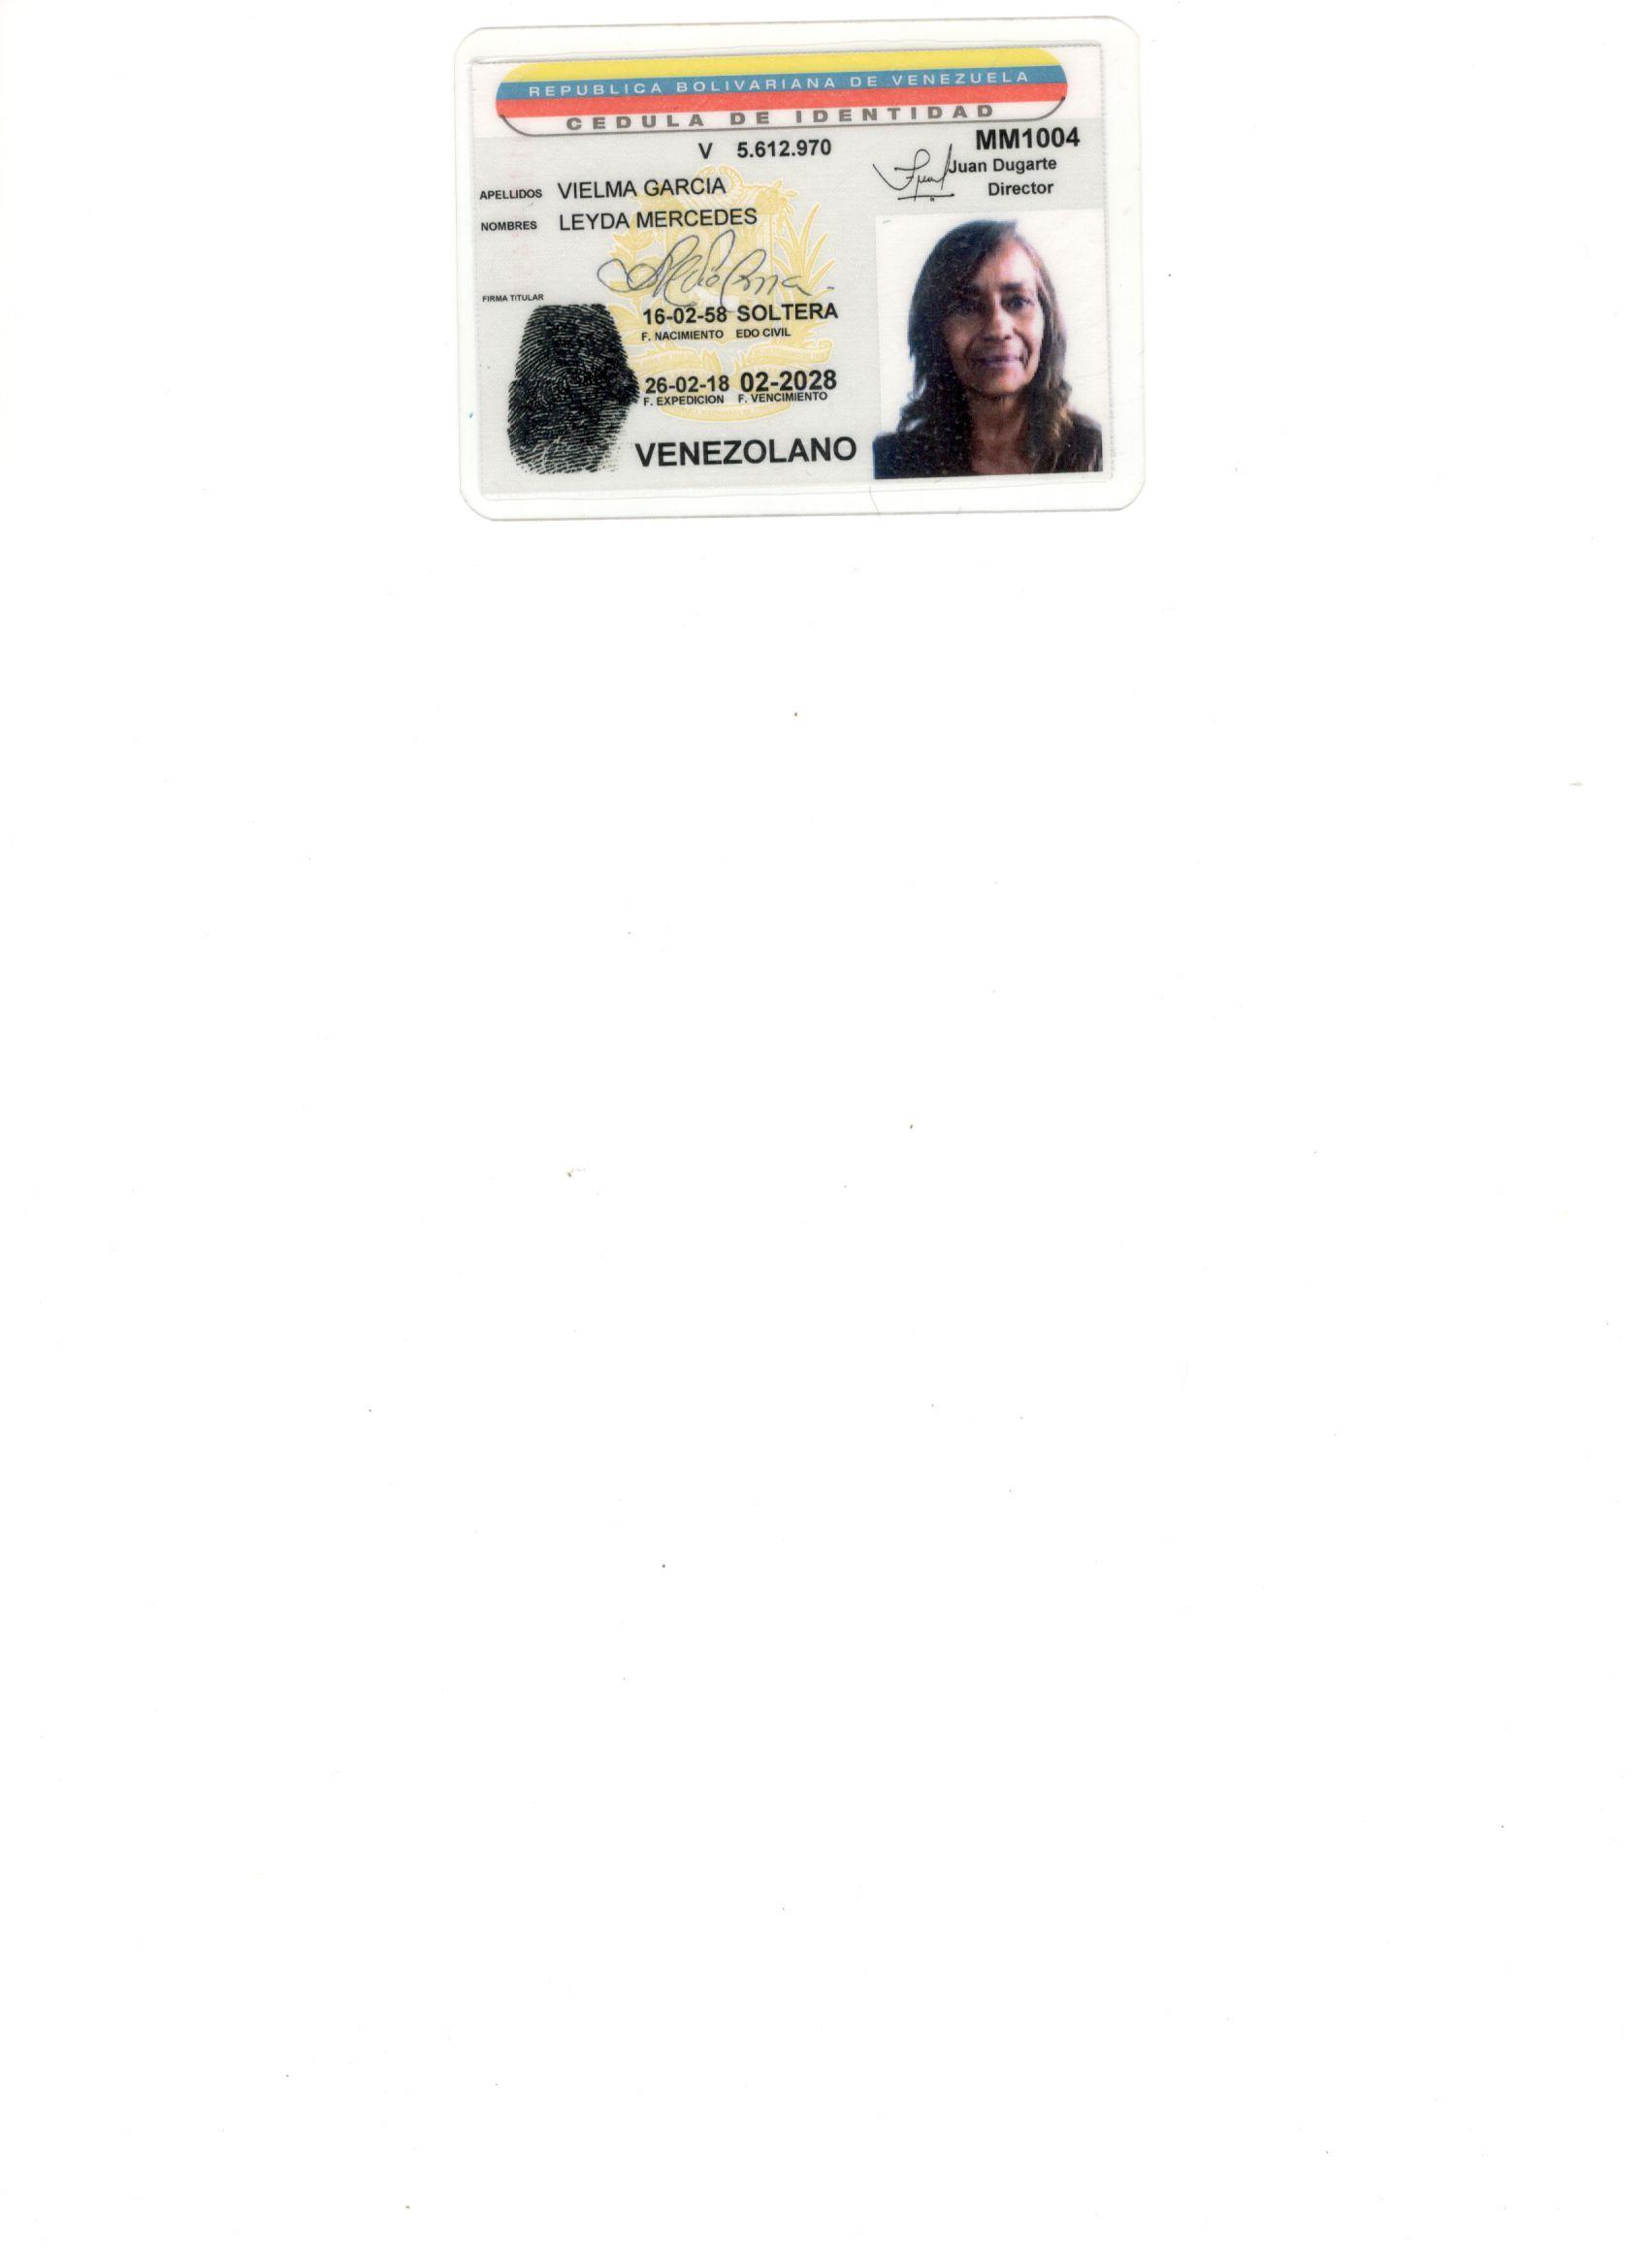 REPUBLICA BOLIVARIANA DE VENEZUELA
CEDULA DE IDENTIDAD
V 5.612.970
MM1004
Juan Dugarte
Director
APELLIDOS VIELMA GARCIA
NOMBRES LEYDA MERCEDES
FIRMA TITULAR
16-02-58 SOLTERA
F. NACIMIENTO EDO CIVIL
26-02-18 02-2028
F. EXPEDICION F. VENCIMIENTO
VENEZOLANO